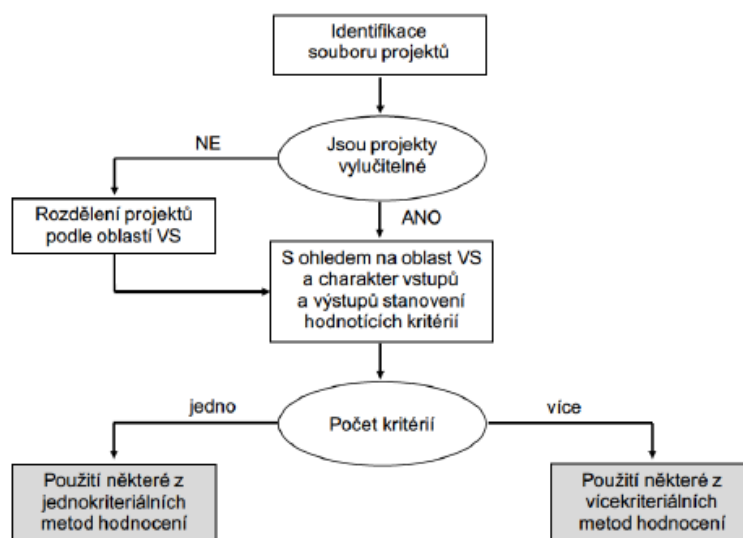 Identifikace
souboru projektů
Jsou projekty
vylučitelné
NE
Rozdělení projektů
podle oblastí VS
ANO
S ohledem na oblast VS
a charakter vstupů
a výstupů stanovení
hodnotících kritérií
Počet kritérií
jedno
více
Použití některé z
jednokriteriálních
metod hodnocení
Použití některé z
vícekriteriálních
metod hodnocení